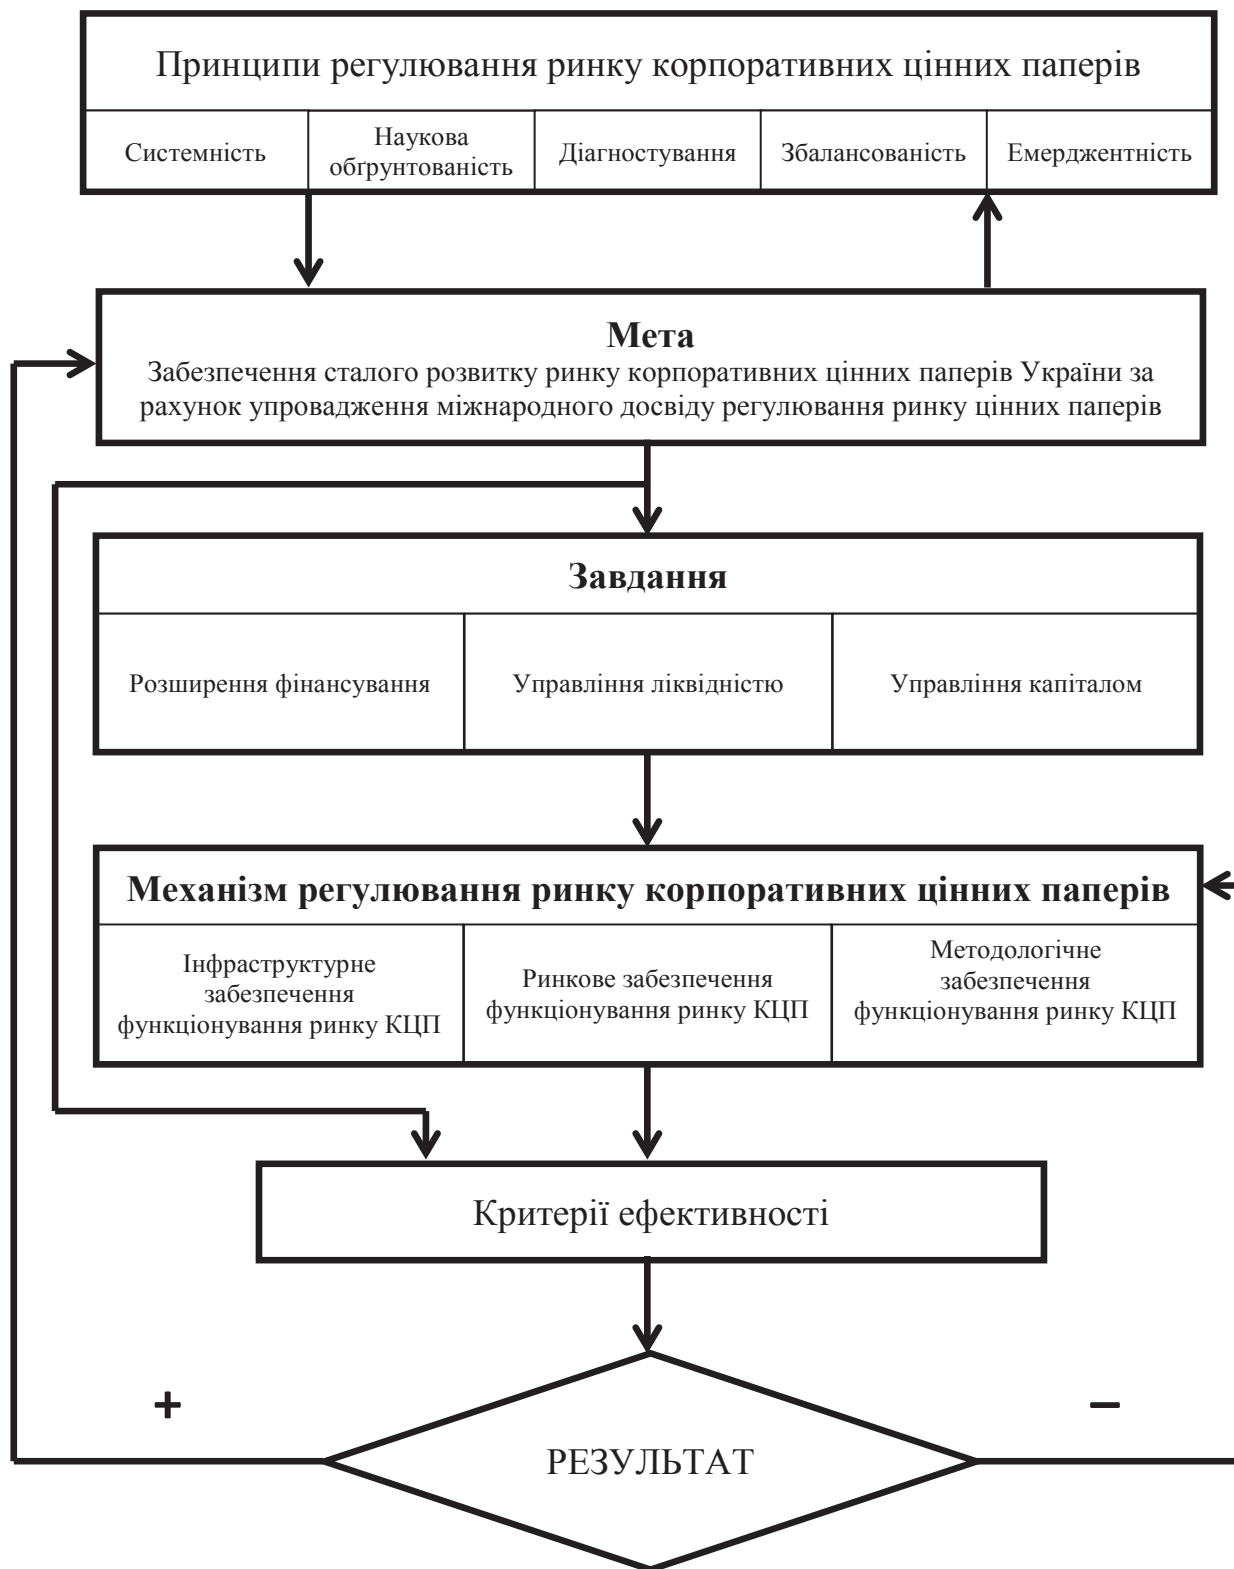 Принципи регулювання ринку корпоративних цінних паперів
Системність
Наукова
обґрунтованість
Діагностування
Збалансованість
Емерджентність
Мета
Забезпечення сталого розвитку ринку корпоративних цінних паперів України за
рахунок упровадження міжнародного досвіду регулювання ринку цінних паперів
Завдання
Розширення фінансування
Управління ліквідністю
Управління капіталом
Механізм регулювання ринку корпоративних цінних паперів
Інфраструктурне
забезпечення
функціонування ринку КЦП
Ринкове забезпечення
функціонування ринку КЦП
Методологічне
забезпечення
функціонування ринку КЦП
Критерії ефективності
+
–
РЕЗУЛЬТАТ